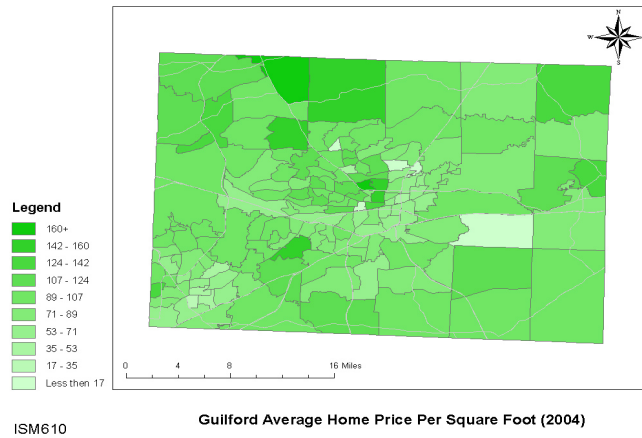 N
W
E
S
Legend
160+
142 - 160
124 - 142
107 - 124
89 - 107
71 - 89
53 - 71
35 - 53
17 - 35
Less then 17
0 4 8 16 Miles
ISM610
Guilford Average Home Price Per Square Foot (2004)